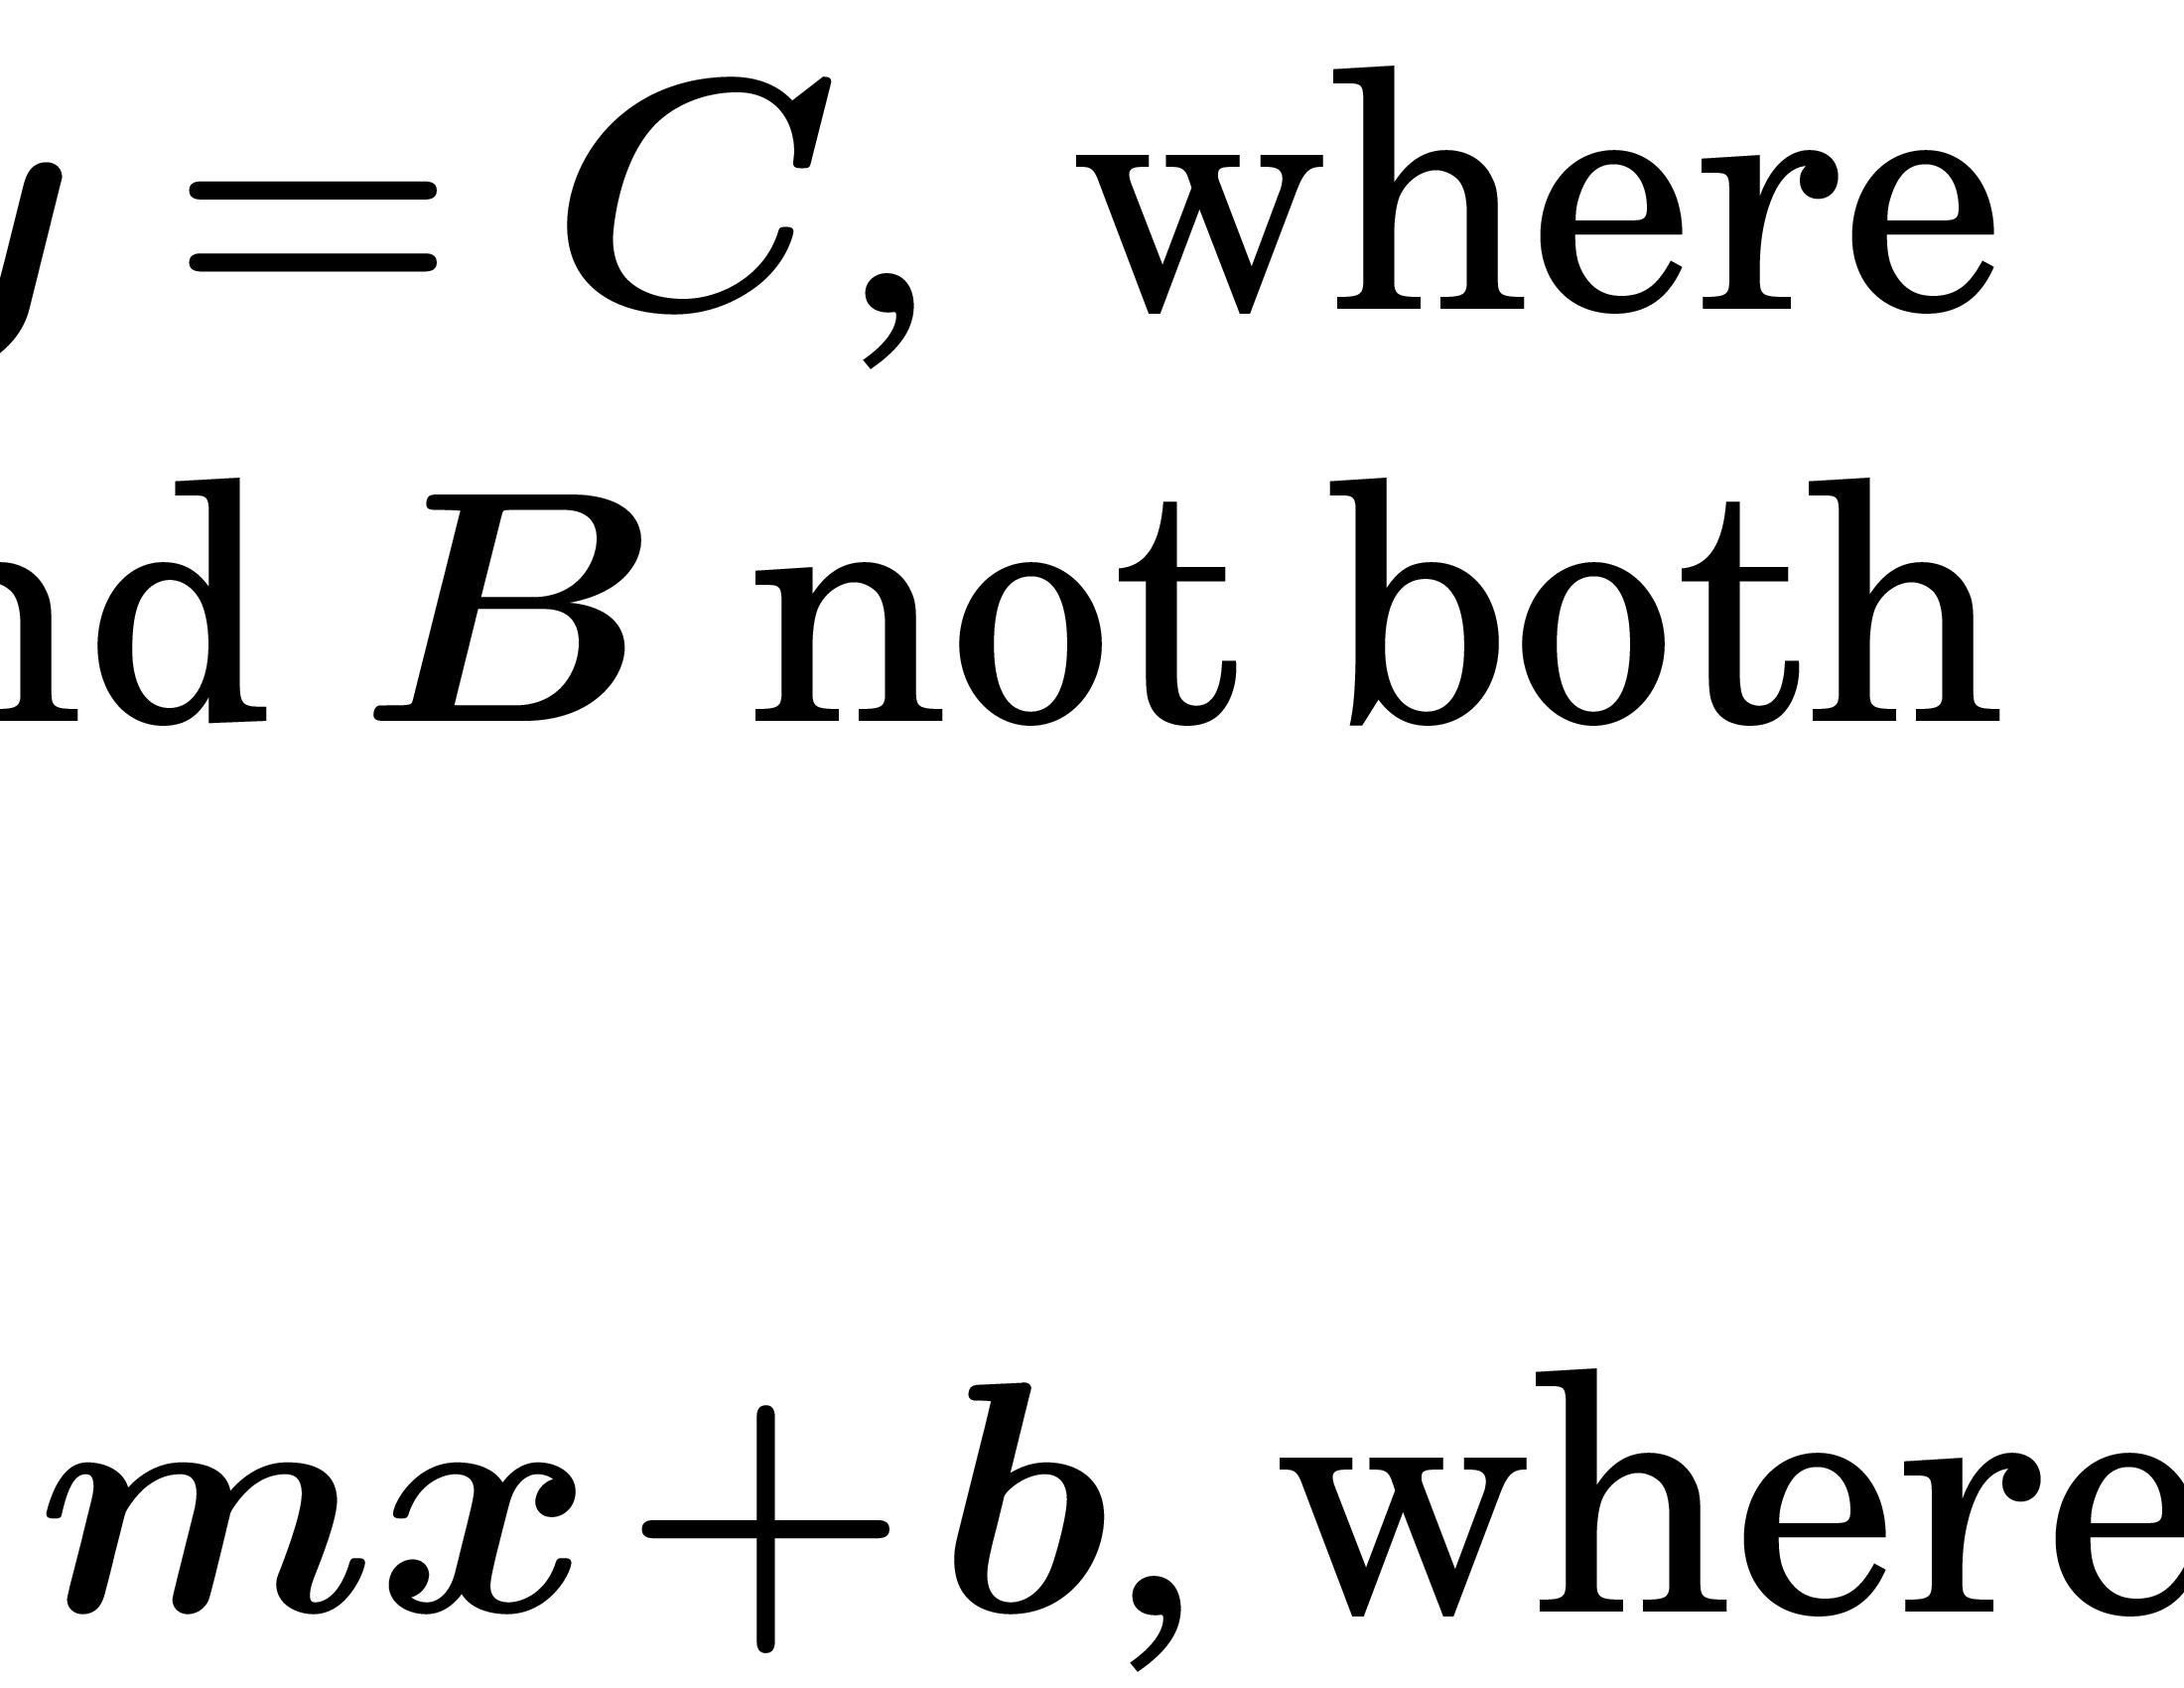 y = C, where
nd B not both
mx + b, where